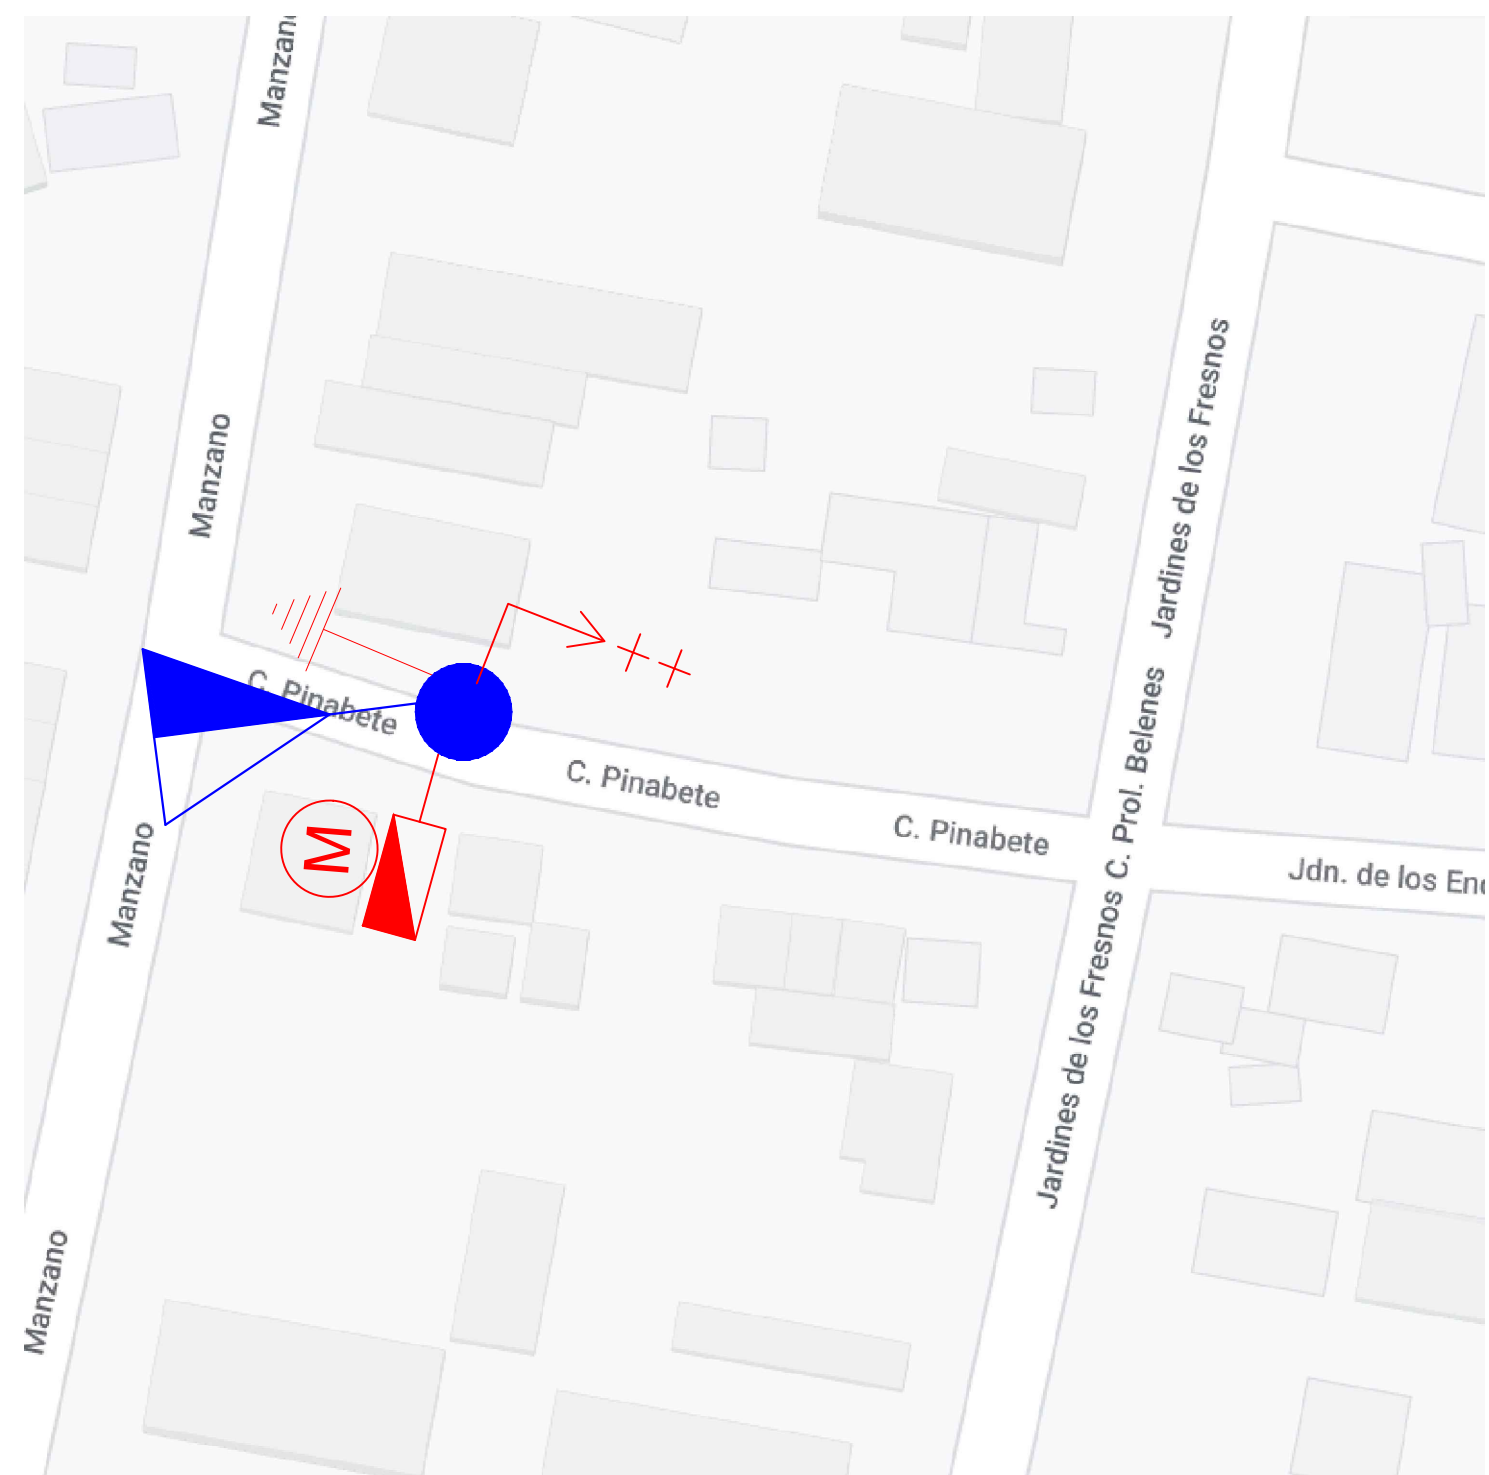 Manzano
Manzano
Jardines de los Fresnos
C. Pinabete
C. Pinabete
C. Pinabete
C. Prol. Belenes
Jdn. de los Enc
M
Manzano
Jardines de los Fresnos
Manzano